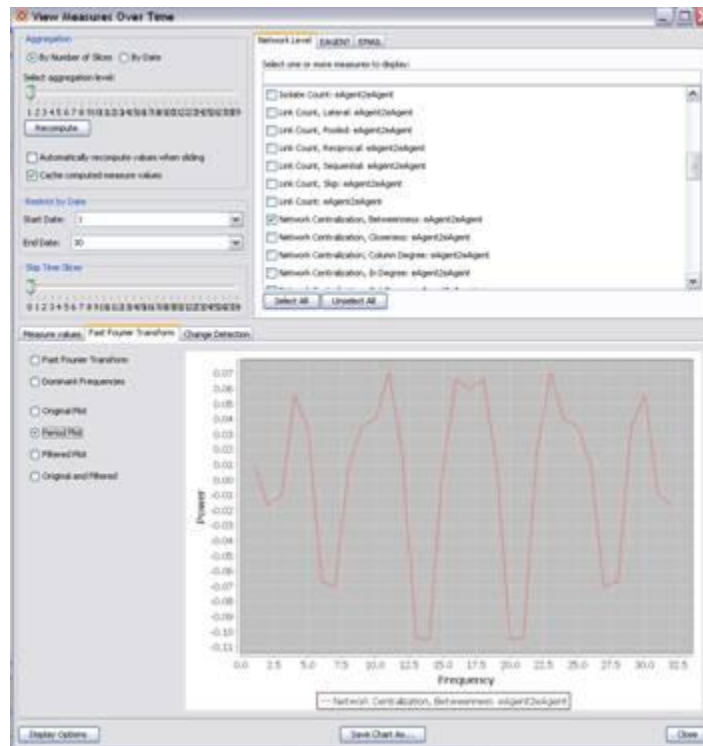 View Measures Over Time
Aggregation
By Number of Slices By Date
Select aggregation level:
Recompute
Automatically recompute values when sliding
Cache computed measure values
Restrict by Date
Start Date: 1
End Date: 30
Skip Time Slices
Network Level EAGENT EMAIL
Select one or more measures to display:
Isolate Count: eAgent2eAgent
Link Count, Lateral: eAgent2eAgent
Link Count, Pooled: eAgent2eAgent
Link Count, Reciprocal: eAgent2eAgent
Link Count, Sequential: eAgent2eAgent
Link Count, Skip: eAgent2eAgent
Link Count: eAgent2eAgent
Network Centralization, Betweenness: eAgent2eAgent
Network Centralization, Closeness: eAgent2eAgent
Network Centralization, Column Degree: eAgent2eAgent
Network Centralization, In Degree: eAgent2eAgent
Select All Unselect All
Measure values Fast Fourier Transform Change Detection
Fast Fourier Transform
Dominant Frequencies
Original Plot
Period Plot
Filtered Plot
Original and Filtered
Power
0.07
0.06
0.05
0.04
0.03
0.02
0.01
0.00
-0.01
-0.02
-0.03
-0.04
-0.05
-0.06
-0.07
-0.08
-0.09
-0.10
-0.11
0.0 2.5 5.0 7.5 10.0 12.5 15.0 17.5 20.0 22.5 25.0 27.5 30.0 32.5
Frequency
Network Centralization, Betweenness: eAgent2eAgent
Display Options Save Chart As... Close